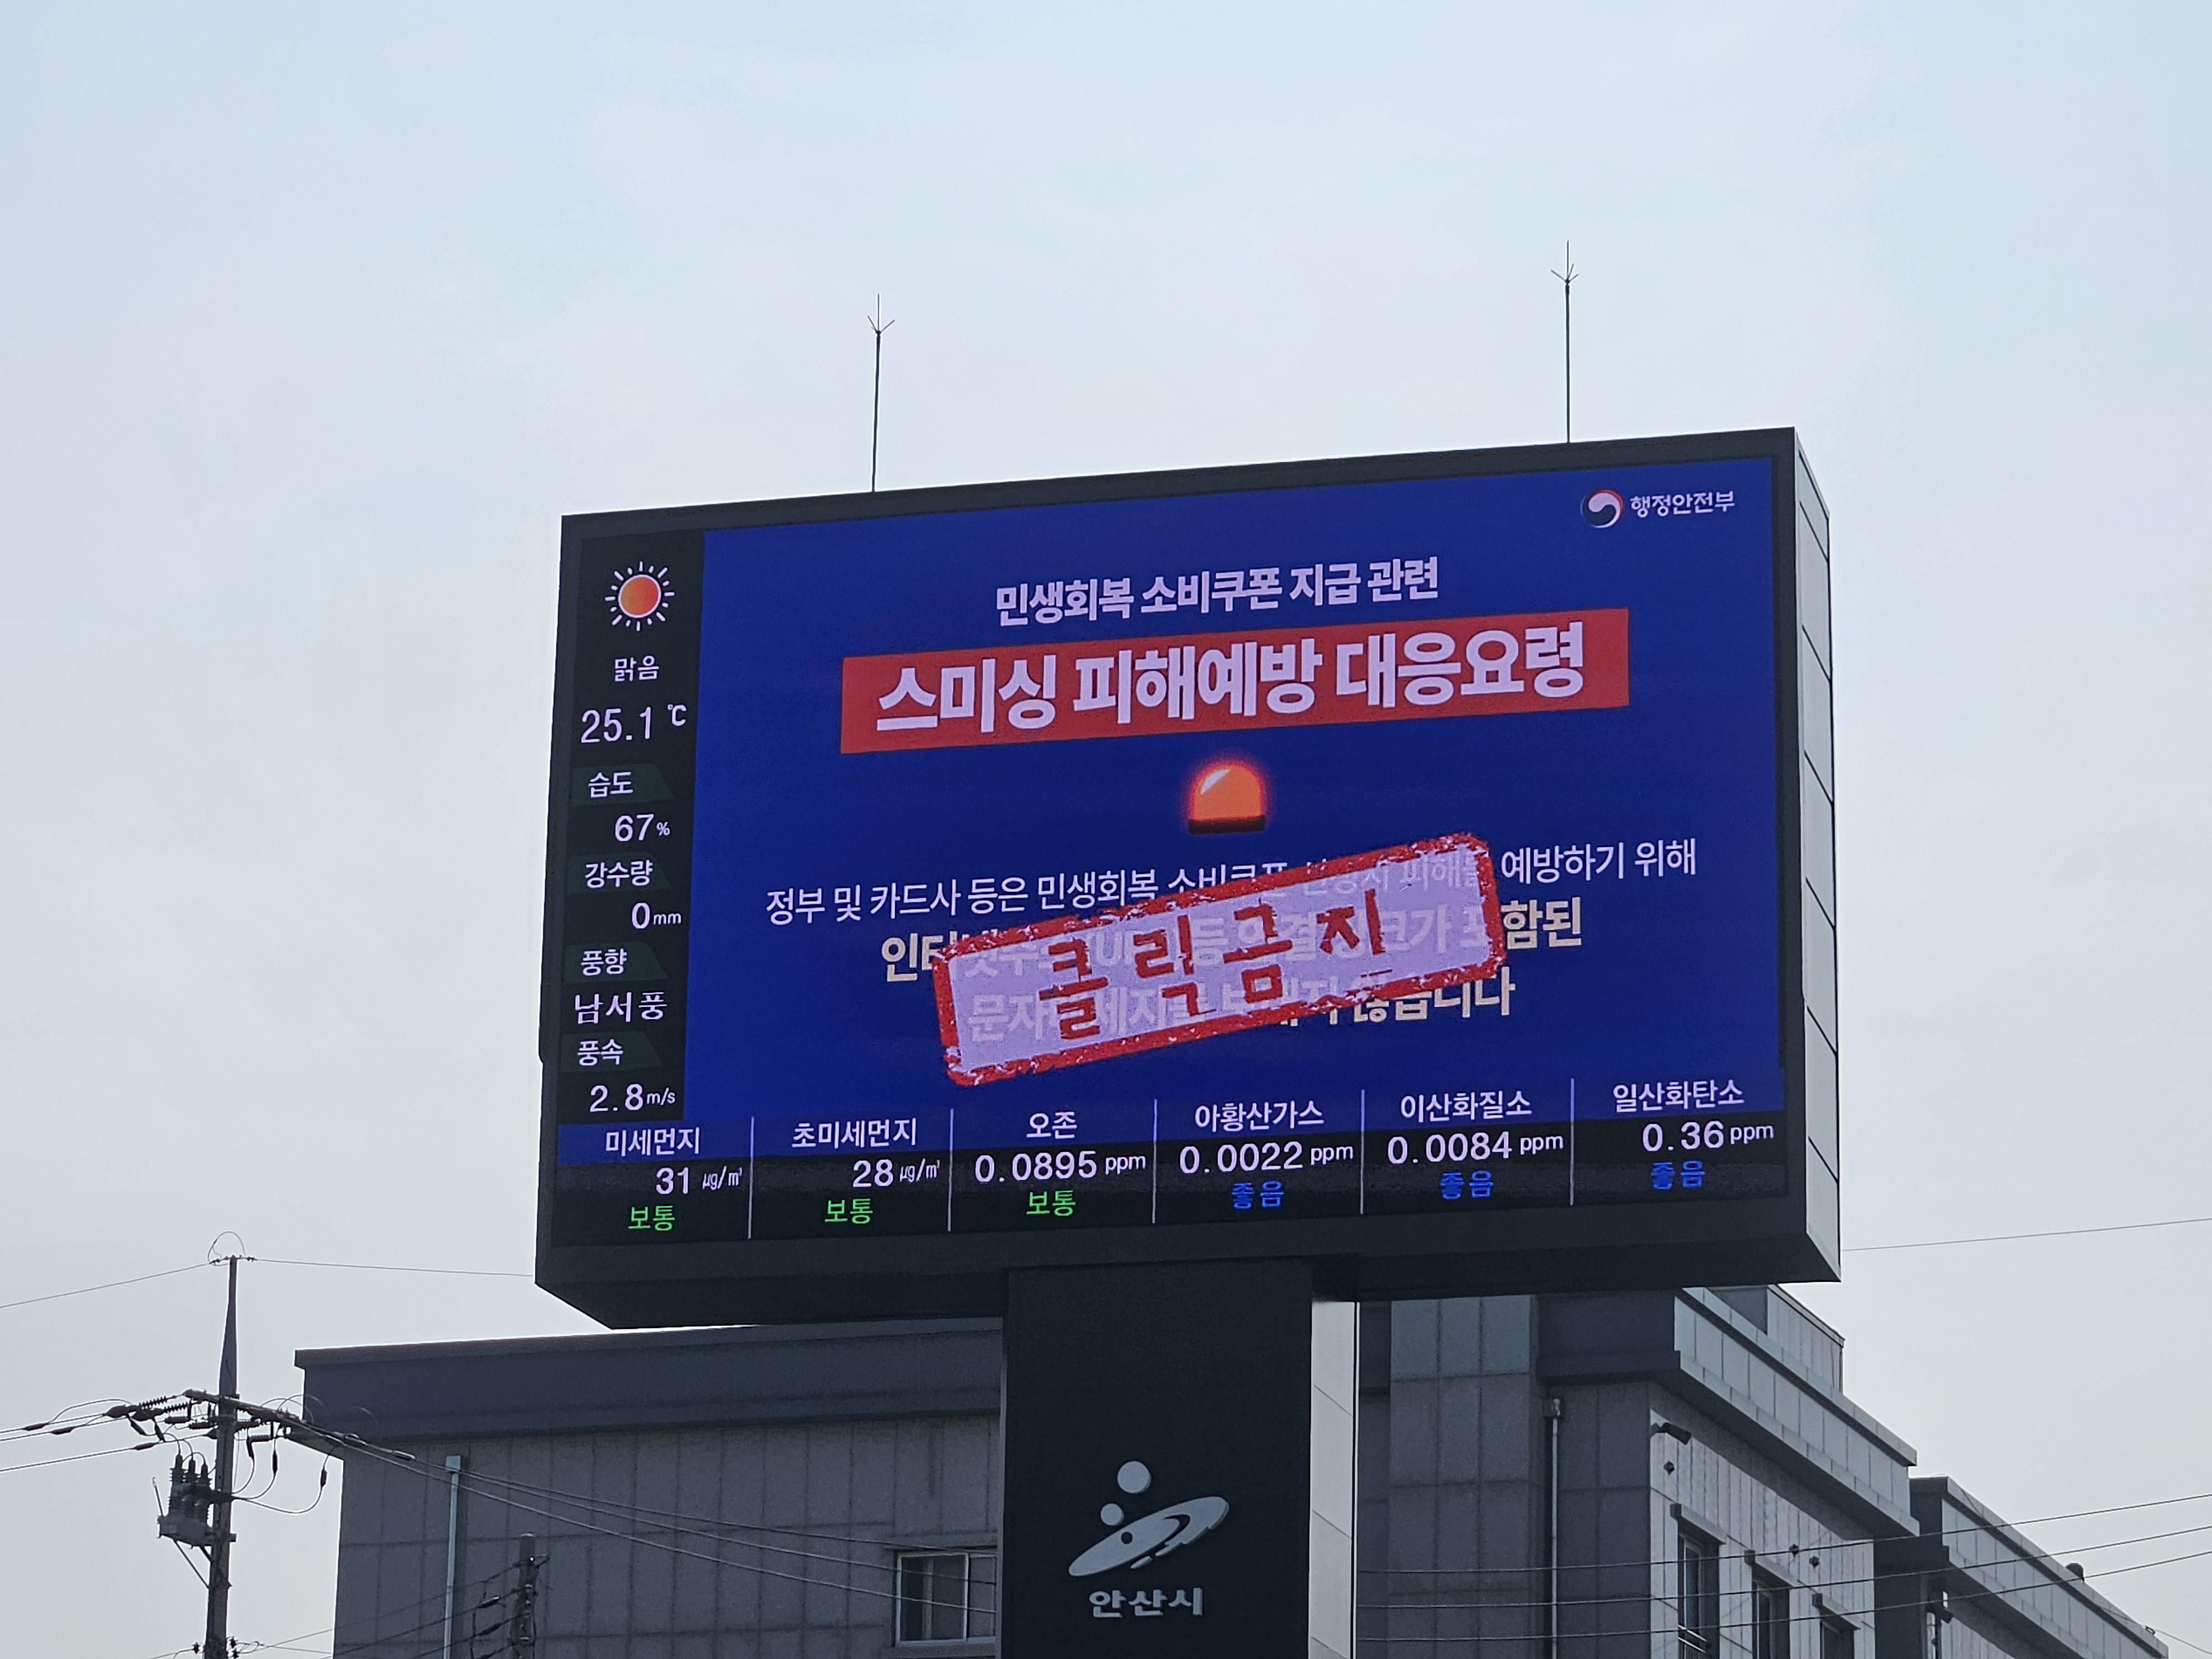 행정안전부
민생회복 소비쿠폰 지급 관련
스미싱 피해예방 대응요령
정부 및 카드사 등은 민생회복 소비쿠폰 피해를 예방하기 위해
함된
클릭금지
맑음
25.1 ℃
습도
67%
강수량
0mm
풍향
남서풍
풍속
2.8m/s
미세먼지
31 ㎍/㎥
보통
초미세먼지
28 ㎍/㎥
보통
오존
0.0895 ppm
보통
아황산가스
0.0022 ppm
좋음
이산화질소
0.0084 ppm
좋음
일산화탄소
0.36 ppm
좋음
안산시